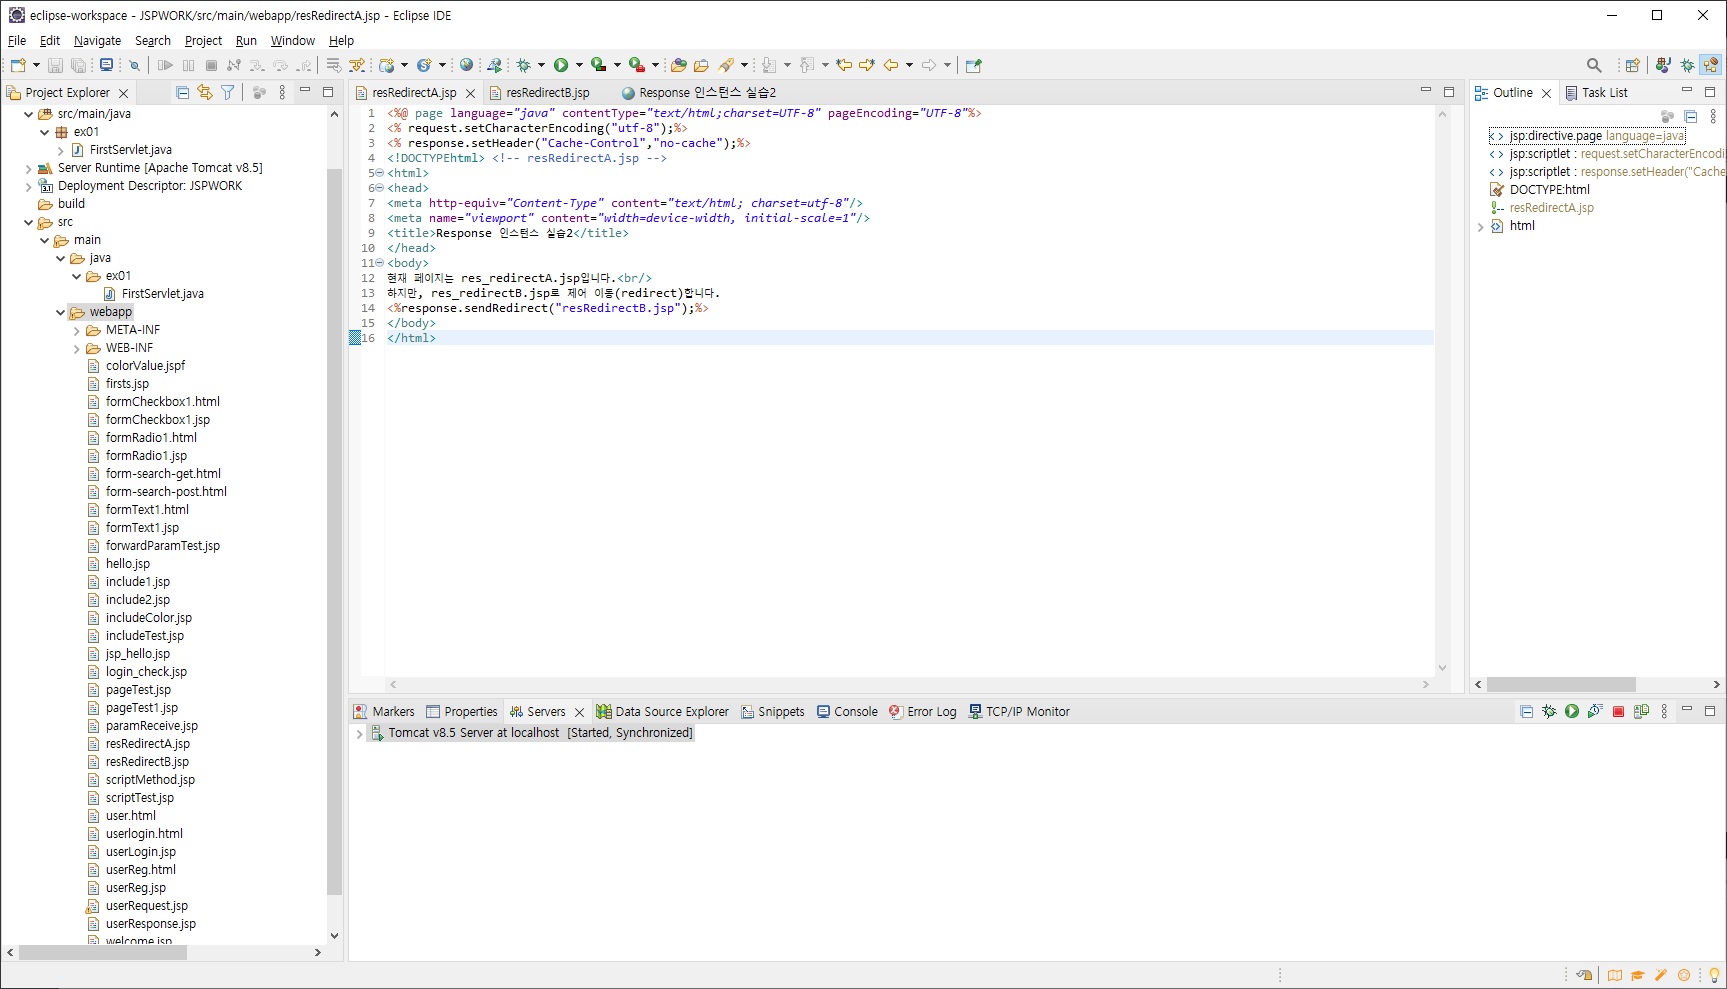 eclipse-workspace - JSPWORK/src/main/webapp/resRedirectA.jsp - Eclipse IDE
File Edit Navigate Search Project Run Window Help
Project Explorer
src/main/java
ex01
FirstServlet.java
Server Runtime [Apache Tomcat v8.5]
Deployment Descriptor: JSPWORK
build
src
main
java
ex01
FirstServlet.java
webapp
META-INF
WEB-INF
colorValue.jspf
firsts.jsp
formCheckbox1.html
formCheckbox1.jsp
formRadio1.html
formRadio1.jsp
form-search-get.html
form-search-post.html
formText1.html
formText1.jsp
forwardParamTest.jsp
hello.jsp
include1.jsp
include2.jsp
includeColor.jsp
includeTest.jsp
jsp_hello.jsp
login_check.jsp
pageTest.jsp
pageTest1.jsp
paramReceive.jsp
resRedirectA.jsp
resRedirectB.jsp
scriptMethod.jsp
scriptTest.jsp
user.html
userlogin.html
userLogin.jsp
userReg.html
userReg.jsp
userRequest.jsp
userResponse.jsp
welcome.jsp
resRedirectA.jsp resRedirectB.jsp Response 인스턴스 실습2
1 <%@ page language="java" contentType="text/html;charset=UTF-8" pageEncoding="UTF-8"%>
2 <% request.setCharacterEncoding("utf-8");%>
3 <% response.setHeader("Cache-Control","no-cache");%>
4 <!DOCTYPEhtml> <!-- resRedirectA.jsp -->
5 <html>
6 <head>
7 <meta http-equiv="Content-Type" content="text/html; charset=utf-8"/>
8 <meta name="viewport" content="width=device-width, initial-scale=1"/>
9 <title>Response 인스턴스 실습2</title>
10 </head>
11 <body>
12 현재 페이지는 res_redirectA.jsp입니다.<br/>
13 하지만, res_redirectB.jsp로 제어 이동(redirect)합니다.
14 <%response.sendRedirect("resRedirectB.jsp");%>
15 </body>
16 </html>
Outline Task List
jsp:directive.page language=java
jsp:scriptlet : request.setCharacterEncodi
jsp:scriptlet : response.setHeader("Cache
DOCTYPE:html
resRedirectA.jsp
html
Markers Properties Servers Data Source Explorer Snippets Console Error Log TCP/IP Monitor
Tomcat v8.5 Server at localhost [Started, Synchronized]